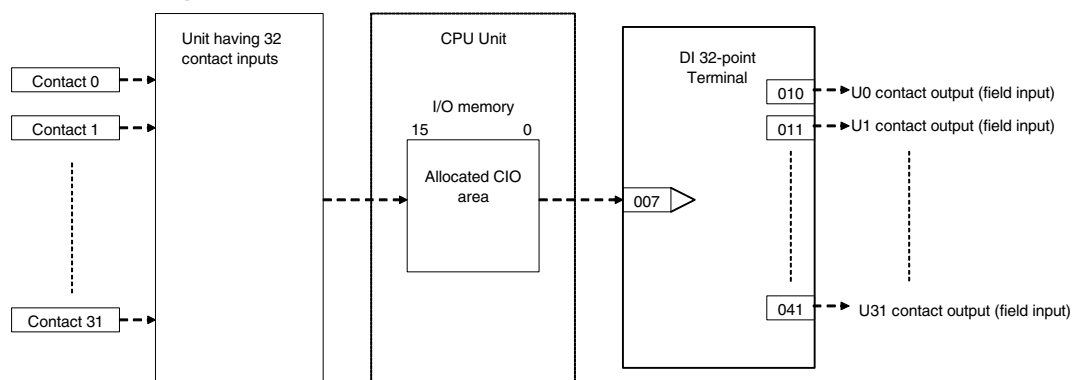 Unit having 32
contact inputs
CPU Unit
DI 32-point
Terminal
Contact 0
010
U0 contact output (field input)
I/O memory
Contact 1
15
0
011
U1 contact output (field input)
Allocated CIO
area
007
Contact 31
041
U31 contact output (field input)